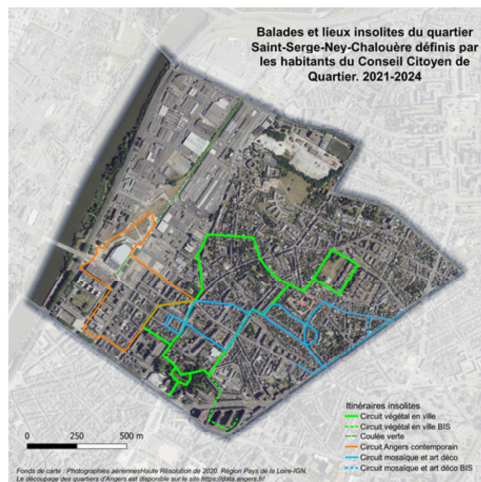 Balades et lieux insolites du quartier
Saint-Serge-Ney-Chalouère définis par
les habitants du Conseil Citoyen de
Quartier. 2021-2024
Itinéraires insolites
Circuit végétal en ville
Circuit végétal en ville BIS
Coulée verte
Circuit Angers contemporain
Circuit mosaïque et art déco
Circuit mosaïque et art déco BIS
0 250 500 m
Fonds de carte : Photographies aériennesHaute Résolution de 2020. Région Pays de la Loire-IGN.
Le découpage des quartiers d'Angers est disponible sur le site https://data.angers.fr/